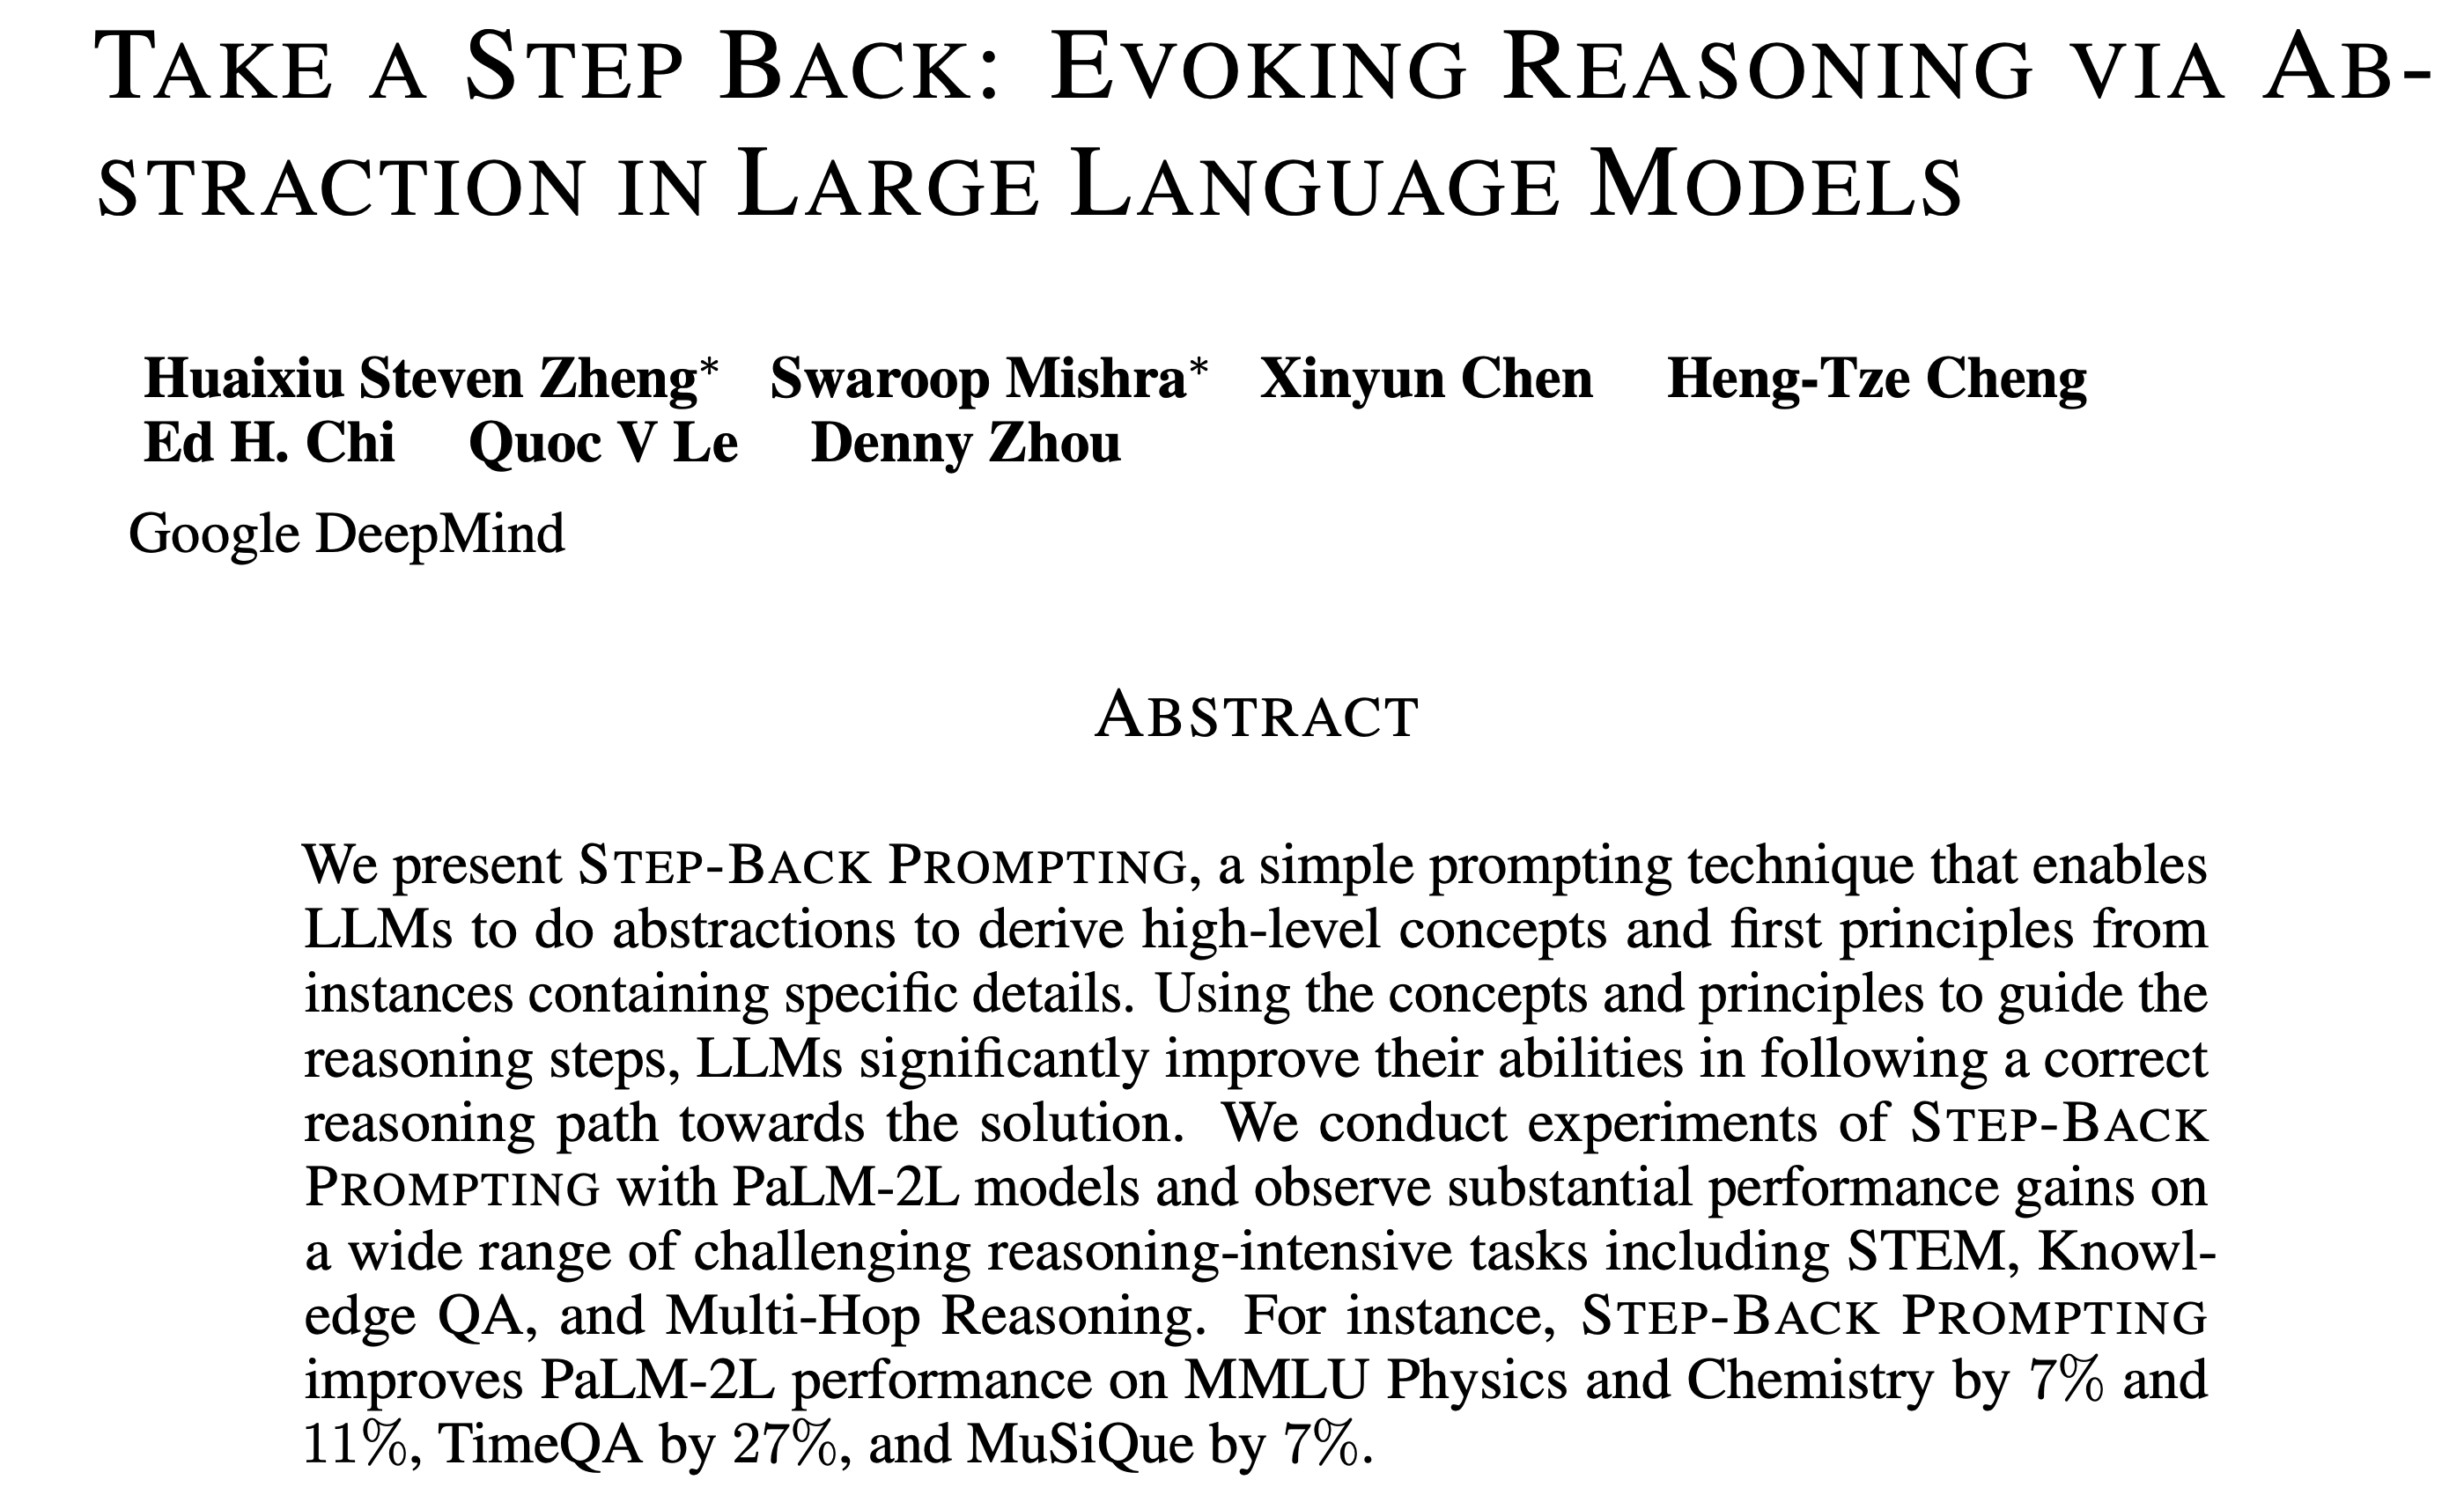 TAKE A STEP BACK: EVOKING REASONING VIA AB-
STRACTION IN LARGE LANGUAGE MODELS
Huaixiu Steven Zheng* Swaroop Mishra* Xinyun Chen Heng-Tze Cheng
Ed H. Chi Quoc V Le Denny Zhou
Google DeepMind
ABSTRACT
We present STEP-BACK PROMPTING, a simple prompting technique that enables
LLMs to do abstractions to derive high-level concepts and first principles from
instances containing specific details. Using the concepts and principles to guide the
reasoning steps, LLMs significantly improve their abilities in following a correct
reasoning path towards the solution. We conduct experiments of STEP-BACK
PROMPTING with PaLM-2L models and observe substantial performance gains on
a wide range of challenging reasoning-intensive tasks including STEM, Knowl-
edge QA, and Multi-Hop Reasoning. For instance, STEP-BACK PROMPTING
improves PaLM-2L performance on MMLU Physics and Chemistry by 7% and
11%, TimeQA by 27%, and MuSiQue by 7%.